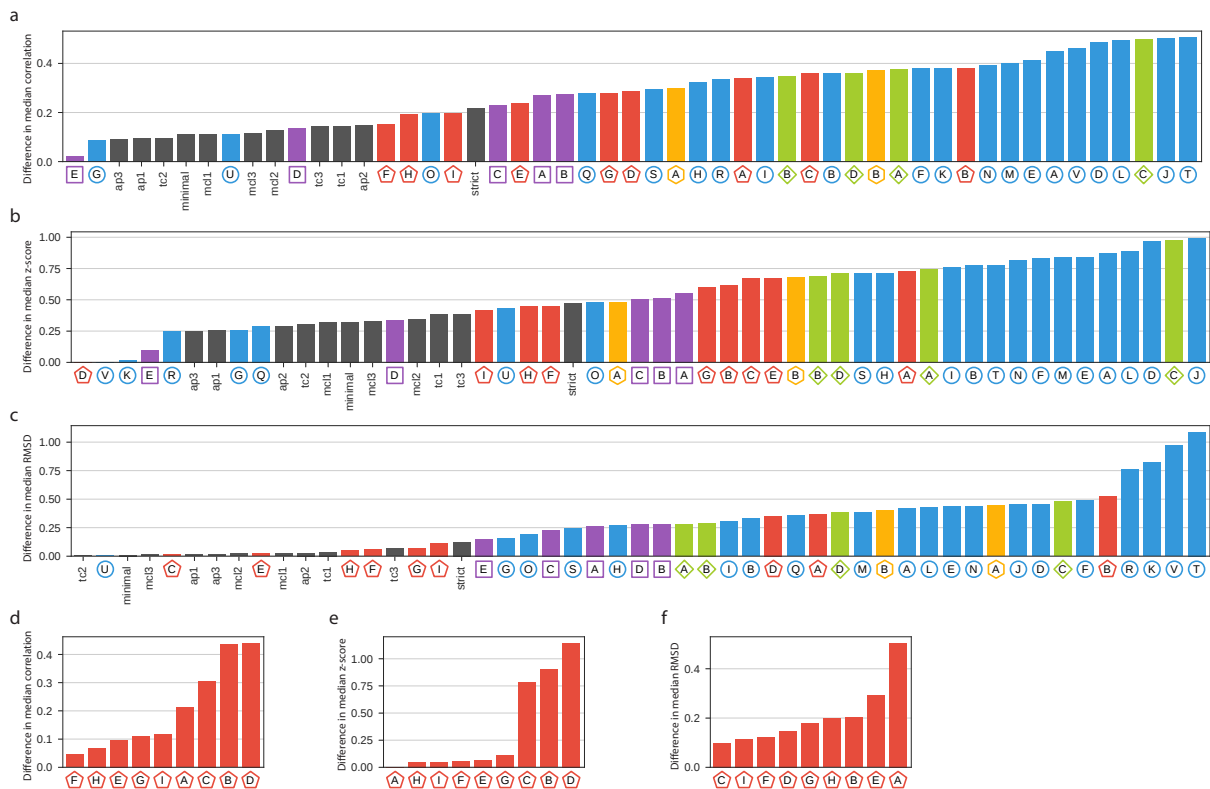 a
Difference in median correlation
0.4
0.2
0.0
E G ap3 ap1 tc2 minimal mcl1 U mcl3 mcl2 D tc3 tc1 ap2 F H O I strict C E A B Q G D S A H R A I B C B D B A F K B N M E A V D L C J T
b
Difference in median z-score
1.00
0.75
0.50
0.25
0.00
D V K E R ap3 ap1 G Q ap2 tc2 mcl1 minimal mcl3 D mcl2 tc1 tc3 I U H F strict O A C B A G B C E B B D S H A A I B T N F M E A L D C J
c
Difference in median RMSD
1.00
0.75
0.50
0.25
0.00
tc2 U minimal mcl3 C ap1 ap3 mcl2 E mcl1 ap2 tc1 H F tc3 G I strict E G O C S A H D B A B I B D Q A D M B A L E N A J D C F B R K V T
d
Difference in median correlation
0.4
0.3
0.2
0.1
0.0
F H E G I A C B D
e
Difference in median z-score
1.00
0.75
0.50
0.25
0.00
A H I F E G C B D
f
Difference in median RMSD
0.4
0.2
0.0
C I F D G H B E A